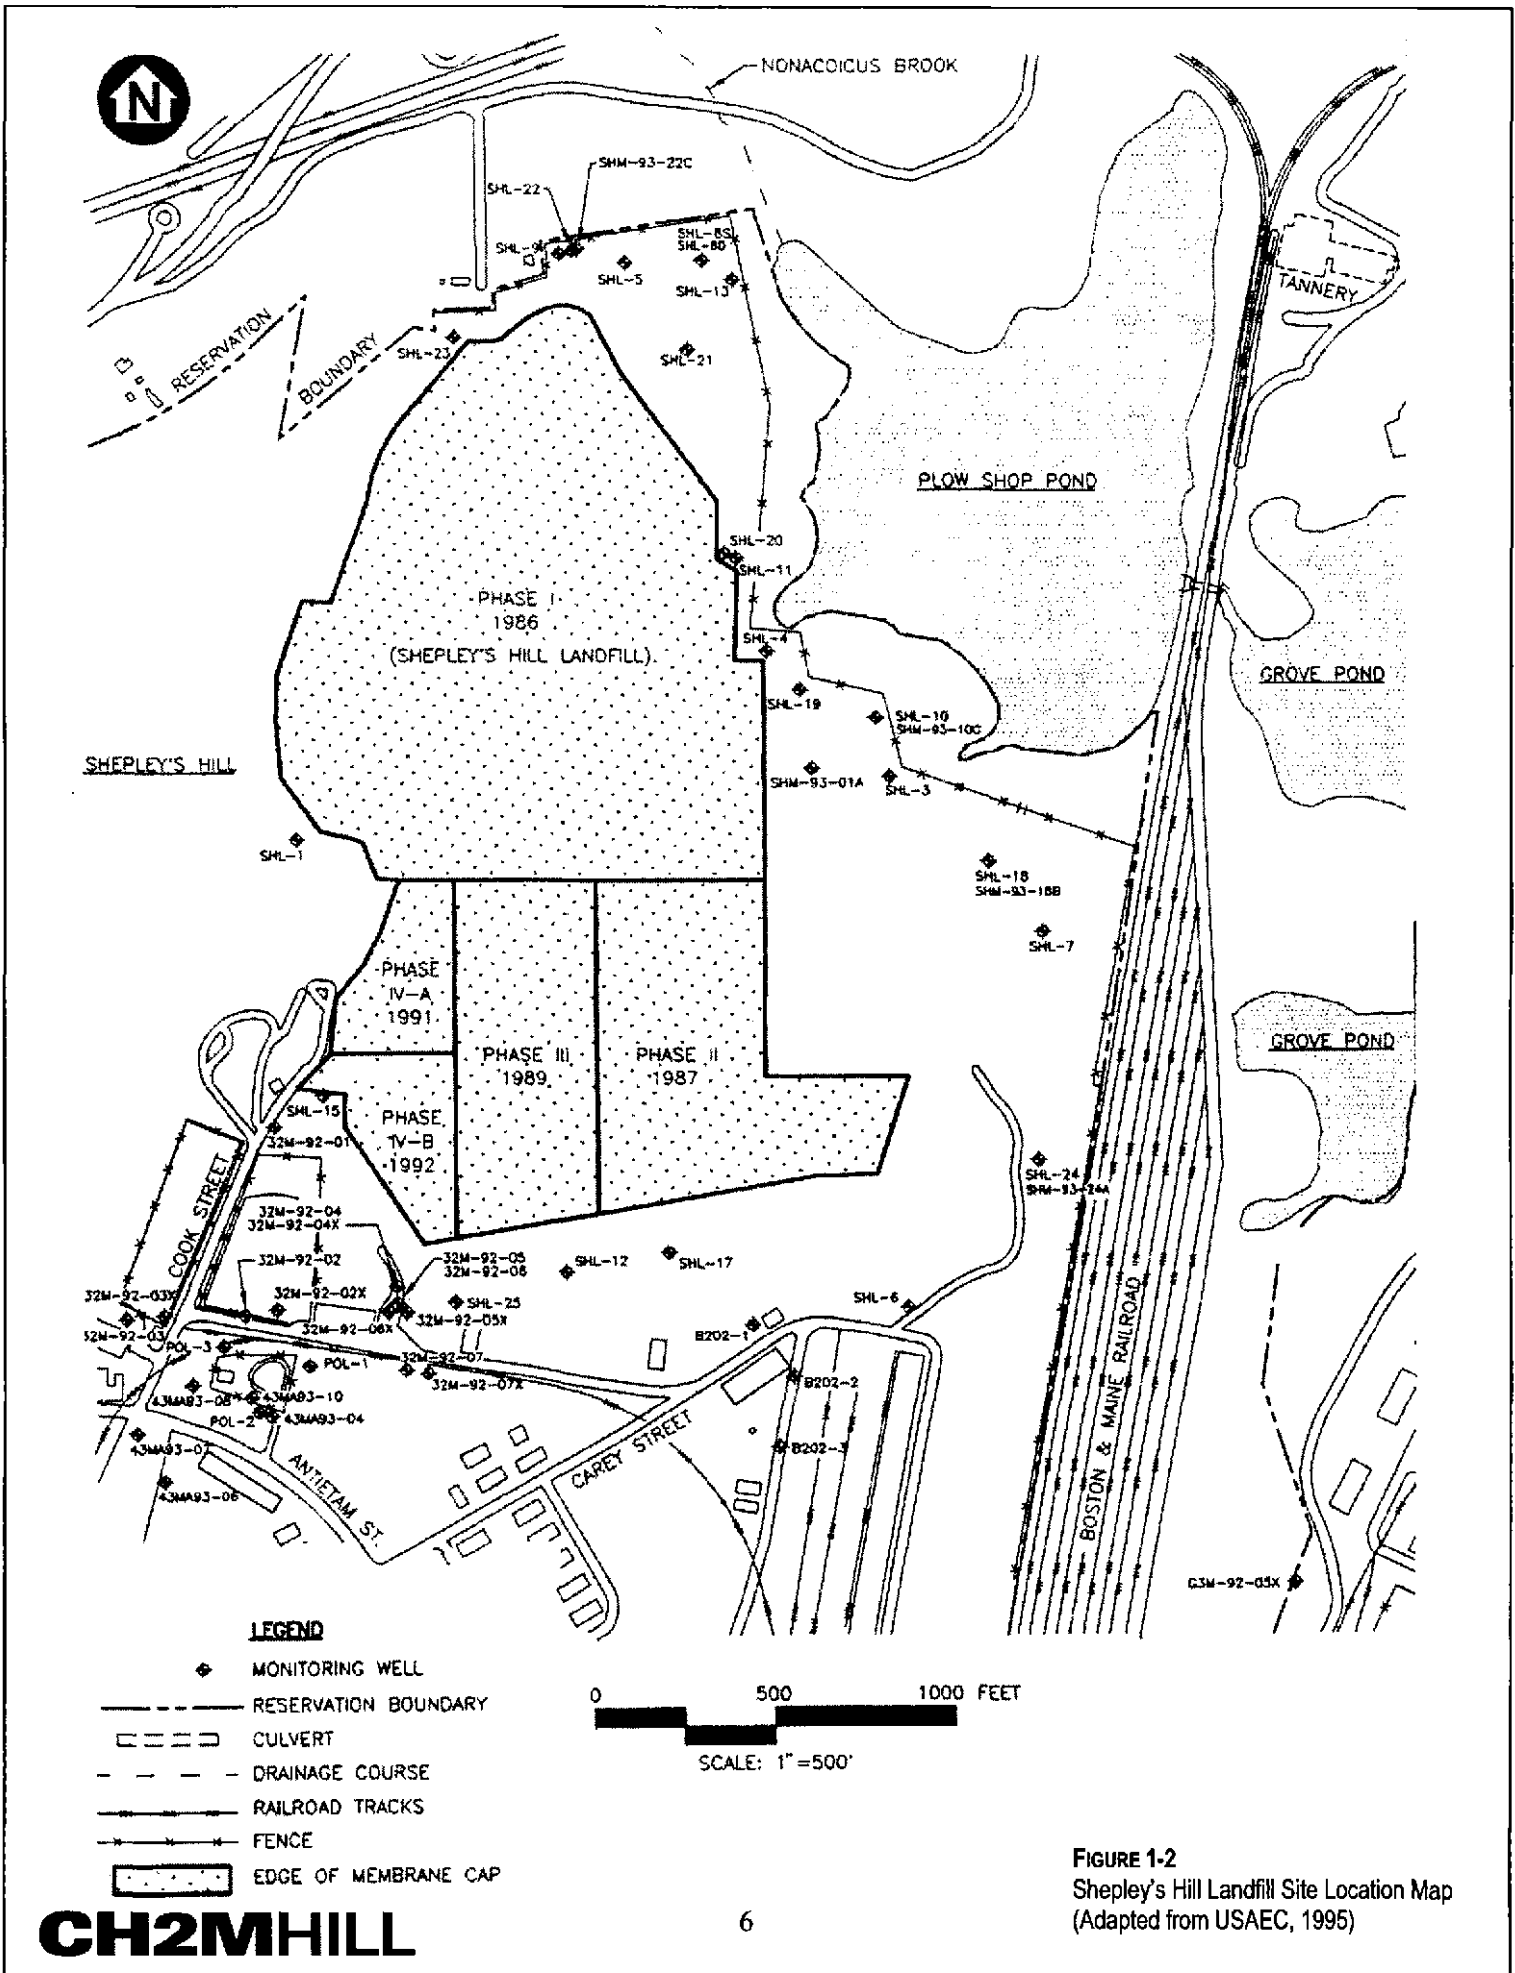 N
NONACOICUS BROOK
SHM-93-22C
SHL-22
SHL-9
SHL-8S
SHL-8D
SHL-5
SHL-13
TANNERY
RESERVATION
BOUNDARY
SHL-23
SHL-21
PLOW SHOP POND
SHL-20
SHL-11
PHASE I
1986
(SHEPLEY'S HILL LANDFILL)
SHL-4
GROVE POND
SHL-19
SHL-10
SHM-93-10C
SHEPLEY'S HILL
SHM-93-01A
SHL-3
SHL-1
SHL-18
SHM-93-18B
SHL-7
PHASE
IV-A
1991
PHASE III
1989
PHASE II
1987
GROVE POND
SHL-15
32M-92-01
PHASE
IV-B
1992
SHL-24
SHM-93-24A
COOK STREET
32M-92-04
32M-92-04X
32M-92-02
32M-92-05
32M-92-06
SHL-12
SHL-17
32M-92-03X
32M-92-02X
SHL-25
SHL-6
32M-92-03
32M-92-06X
32M-92-05X
B202-1
POL-3
POL-1
32M-92-07
32M-92-07X
B202-2
43MA93-08
43MA93-10
POL-2
43MA93-04
43MA93-07
B202-3
43MA93-06
ANTIETAM ST.
CAREY STREET
BOSTON & MAINE RAILROAD
G3M-92-05X
LEGEND
MONITORING WELL
RESERVATION BOUNDARY
CULVERT
DRAINAGE COURSE
RAILROAD TRACKS
FENCE
EDGE OF MEMBRANE CAP
0 500 1000 FEET
SCALE: 1"=500'
FIGURE 1-2
Shepley's Hill Landfill Site Location Map
(Adapted from USAEC, 1995)
CH2MHILL
6